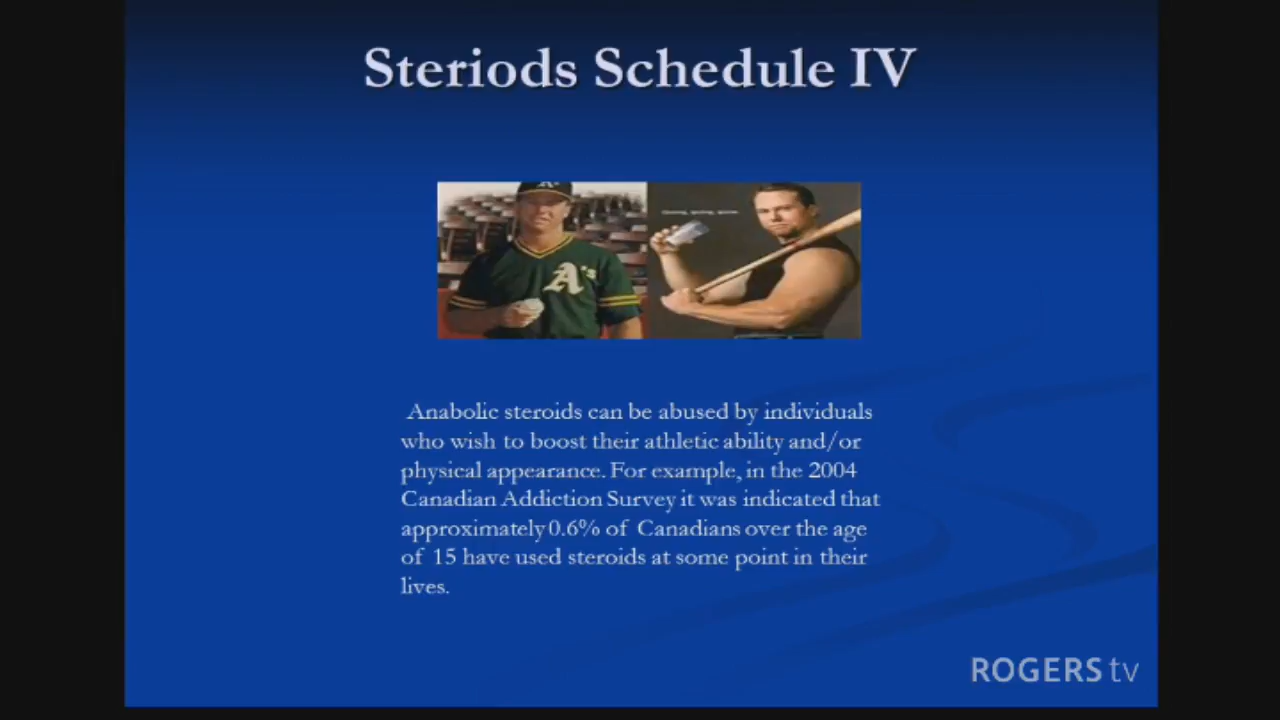 Steriods Schedule IV
A's
Anabolic steroids can be abused by individuals
who wish to boost their athletic ability and/or
physical appearance. For example, in the 2004
Canadian Addiction Survey it was indicated that
approximately 0.6% of Canadians over the age
of 15 have used steroids at some point in their
lives.
ROGERS tv